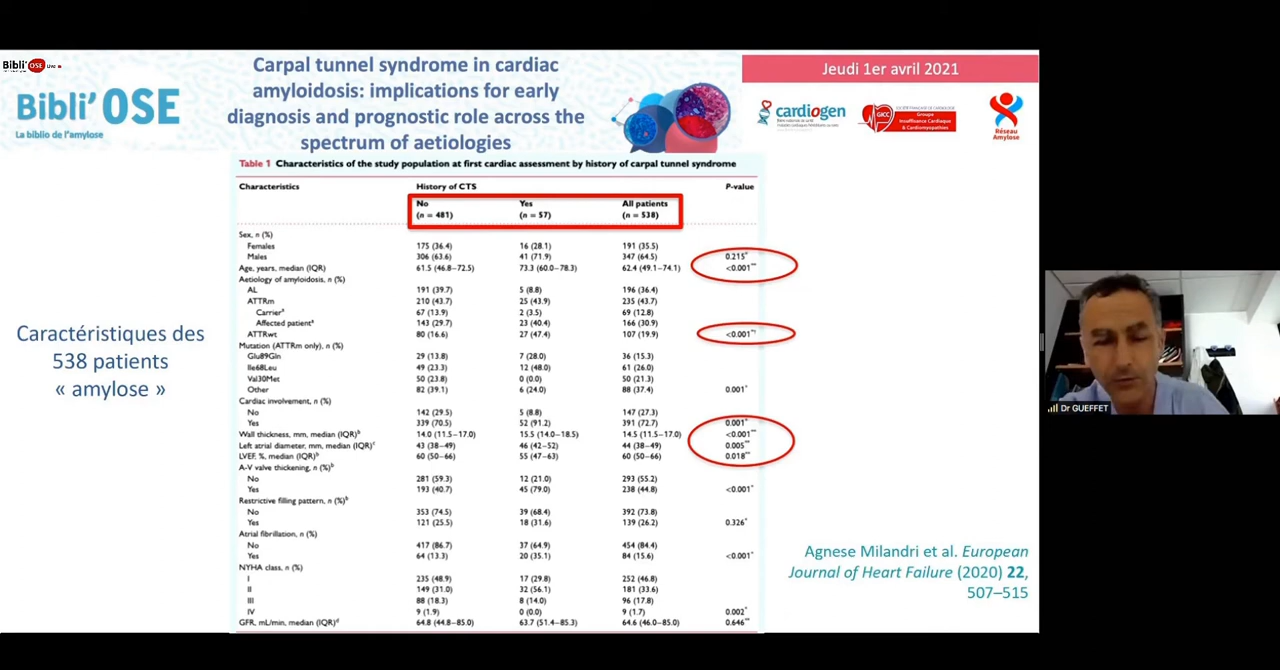 Bibli' OSE Live
Bibli' OSE
La biblio de l'amylose
Carpal tunnel syndrome in cardiac
amyloidosis: implications for early
diagnosis and prognostic role across the
spectrum of aetiologies
Jeudi 1er avril 2021
cardiogen
GICC
SOCIÉTÉ FRANÇAISE DE CARDIOLOGIE
Groupe
Insuffisance Cardiaque
& Cardiomyopathies
Réseau
Amylose
Caractéristiques des
538 patients
« amylose »
Table 1 Characteristics of the study population at first cardiac assessment by history of carpal tunnel syndrome
Characteristics History of CTS P-value
No Yes All patients
(n = 481) (n = 57) (n = 538)
Sex, n (%)
Females 175 (36.4) 16 (28.1) 191 (35.5)
Males 306 (63.6) 41 (71.9) 347 (64.5) 0.215*
Age, years, median (IQR) 61.5 (46.8–72.5) 73.3 (60.0–78.3) 62.4 (49.1–74.1) <0.001**
Aetiology of amyloidosis, n (%)
AL 191 (39.7) 5 (8.8) 196 (36.4)
ATTRm 210 (43.7) 25 (43.9) 235 (43.7)
Carrierª 67 (13.9) 2 (3.5) 69 (12.8)
Affected patientª 143 (29.7) 23 (40.4) 166 (30.9)
ATTRwt 80 (16.6) 27 (47.4) 107 (19.9) <0.001*†
Mutation (ATTRm only), n (%)
Glu89Gln 29 (13.8) 7 (28.0) 36 (15.3)
Ile68Leu 49 (23.3) 12 (48.0) 61 (26.0)
Val30Met 50 (23.8) 0 (0.0) 50 (21.3)
Other 82 (39.1) 6 (24.0) 88 (37.4) 0.001*
Cardiac involvement, n (%)
No 142 (29.5) 5 (8.8) 147 (27.3)
Yes 339 (70.5) 52 (91.2) 391 (72.7) 0.001*
Wall thickness, mm, median (IQR)ᵇ 14.0 (11.5–17.0) 15.5 (14.0–18.5) 14.5 (11.5–17.0) <0.001**
Left atrial diameter, mm, median (IQR)ᶜ 43 (38–49) 46 (42–52) 44 (38–49) 0.005**
LVEF, %, median (IQR)ᵇ 60 (50–66) 55 (47–63) 60 (50–66) 0.018**
A-V valve thickening, n (%)ᵇ
No 281 (59.3) 12 (21.0) 293 (55.2)
Yes 193 (40.7) 45 (79.0) 238 (44.8) <0.001*
Restrictive filling pattern, n (%)ᵇ
No 353 (74.5) 39 (68.4) 392 (73.8)
Yes 121 (25.5) 18 (31.6) 139 (26.2) 0.326*
Atrial fibrillation, n (%)
No 417 (86.7) 37 (64.9) 454 (84.4)
Yes 64 (13.3) 20 (35.1) 84 (15.6) <0.001*
NYHA class, n (%)
I 235 (48.9) 17 (29.8) 252 (46.8)
II 149 (31.0) 32 (56.1) 181 (33.6)
III 88 (18.3) 8 (14.0) 96 (17.8)
IV 9 (1.9) 0 (0.0) 9 (1.7) 0.002*
GFR, mL/min, median (IQR)ᵈ 64.8 (44.8–85.0) 63.7 (51.4–85.3) 64.6 (46.0–85.0) 0.646**
Agnese Milandri et al. European
Journal of Heart Failure (2020) 22,
507–515
Dr GUEFFET